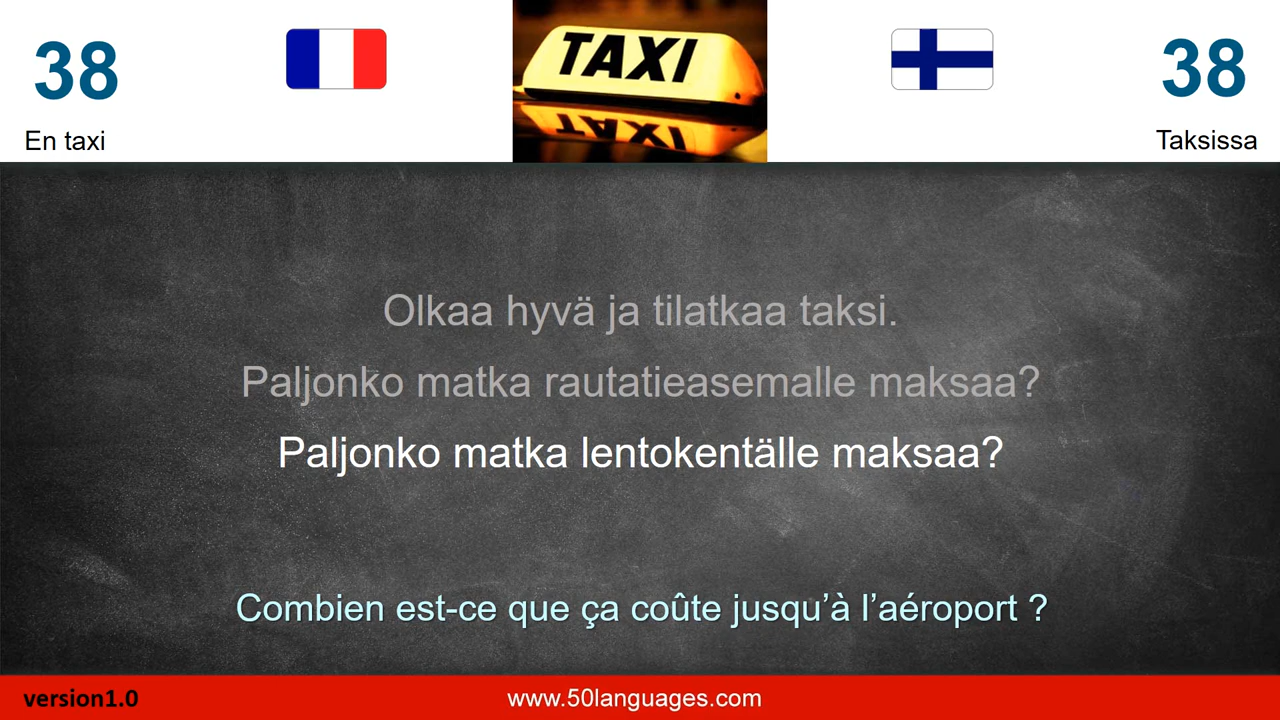 38
En taxi
TAXI
38
Taksissa
Olkaa hyvä ja tilatkaa taksi.
Paljonko matka rautatieasemalle maksaa?
Paljonko matka lentokentälle maksaa?
Combien est-ce que ça coûte jusqu’à l’aéroport ?
version1.0
www.50languages.com